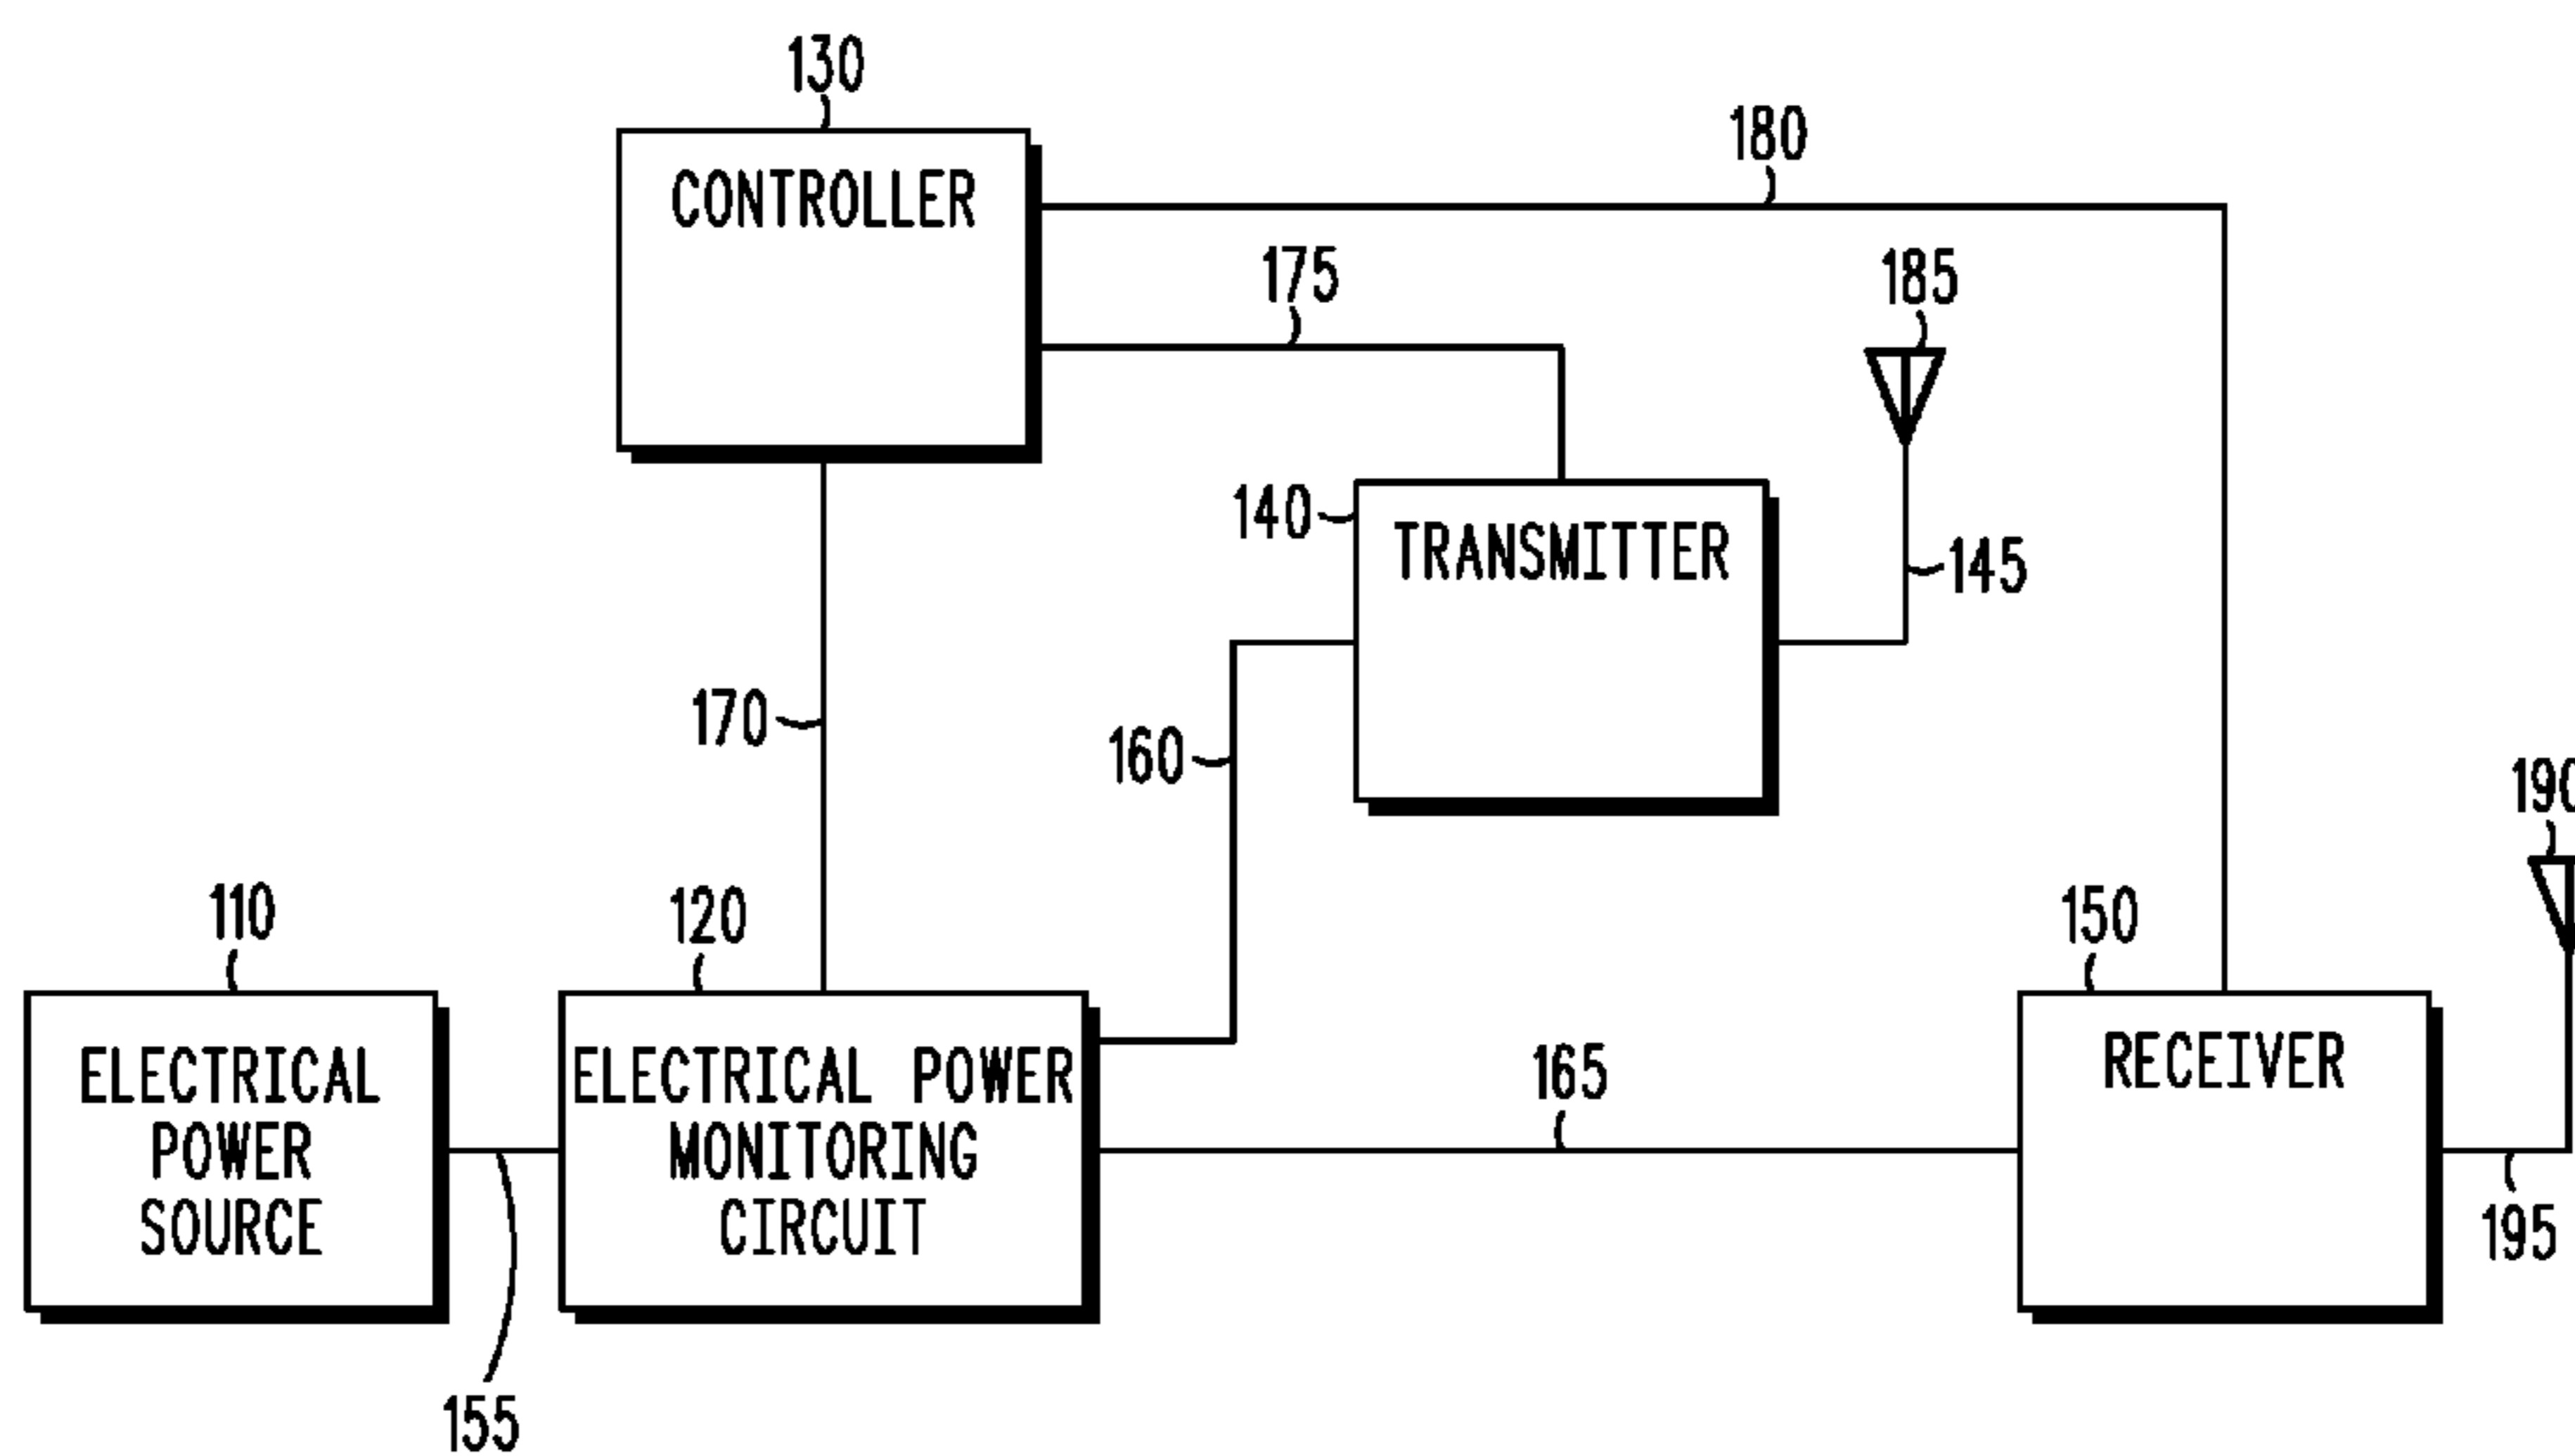 130
CONTROLLER
180
175
185
140
TRANSMITTER
145
170
160
190
110
120
150
ELECTRICAL
POWER
SOURCE
ELECTRICAL POWER
MONITORING
CIRCUIT
165
RECEIVER
195
155